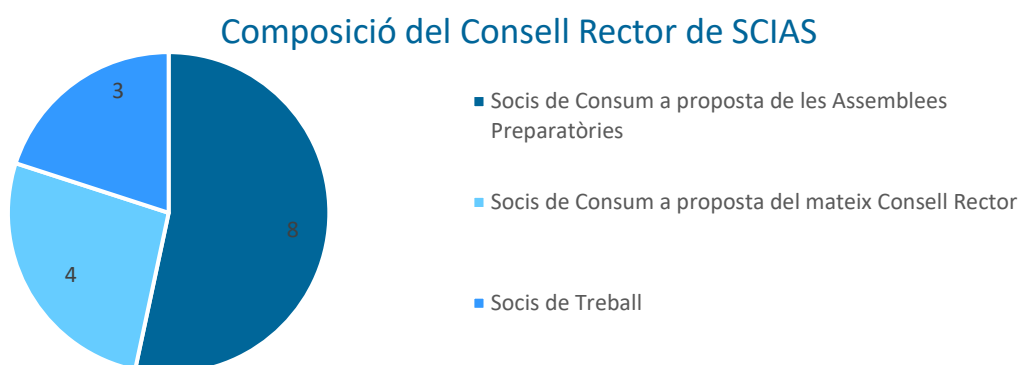 Composició del Consell Rector de SCIAS
3
8
4
Socis de Consum a proposta de les Assemblees
Preparatòries
Socis de Consum a proposta del mateix Consell Rector
Socis de Treball